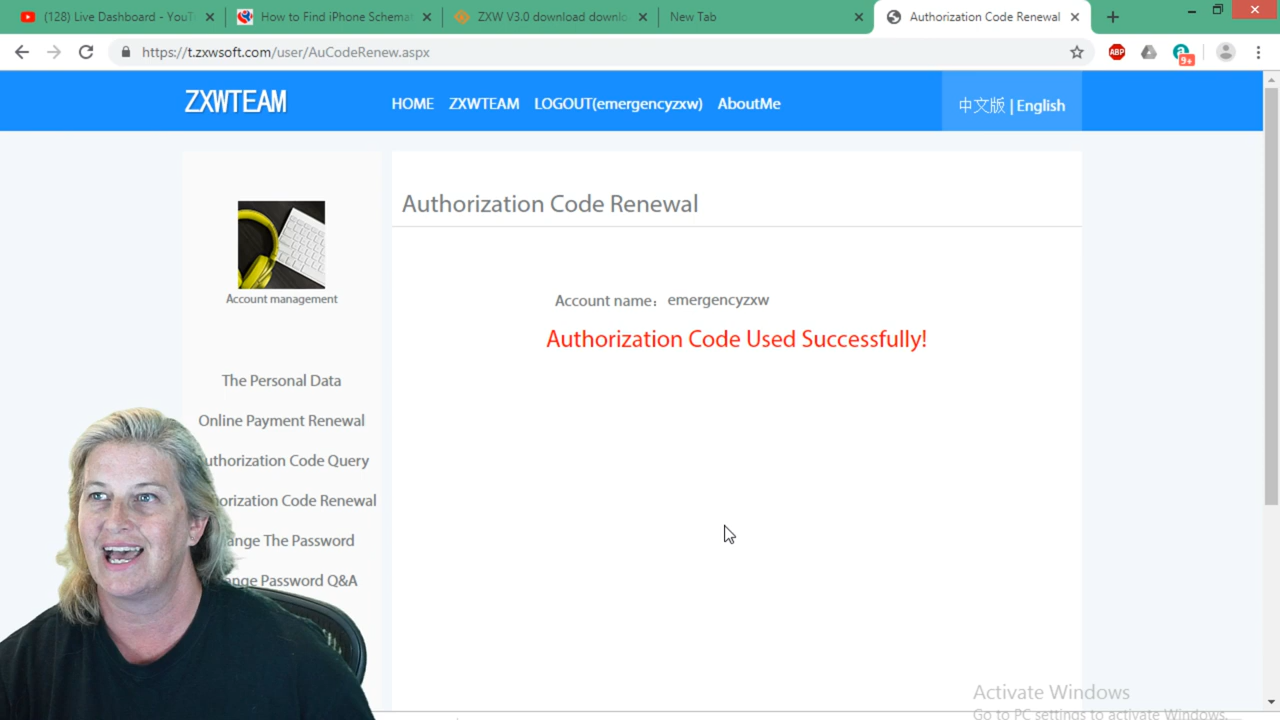 (128) Live Dashboard - YouT
How to Find iPhone Schemat
ZXW V3.0 download downlo
New Tab
Authorization Code Renewal
https://t.zxwsoft.com/user/AuCodeRenew.aspx
ABP
9+
ZXWTEAM
HOME ZXWTEAM LOGOUT(emergencyzxw) AboutMe
中文版 | English
Account management
The Personal Data
Online Payment Renewal
uthorization Code Query
orization Code Renewal
ange The Password
ange Password Q&A
Authorization Code Renewal
Account name: emergencyzxw
Authorization Code Used Successfully!
Activate Windows
Go to PC settings to activate Windows.